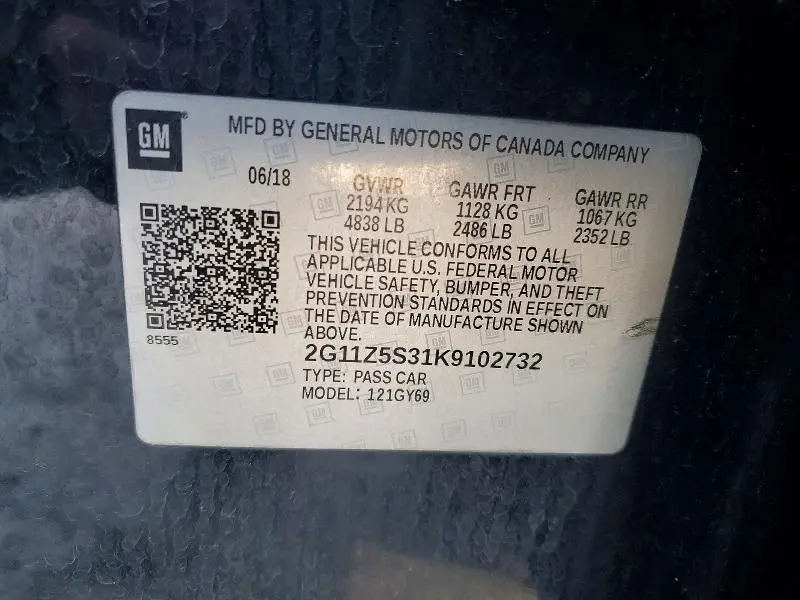 GM
MFD BY GENERAL MOTORS OF CANADA COMPANY
06/18
GVWR GAWR FRT GAWR RR
2194 KG 1128 KG 1067 KG
4838 LB 2486 LB 2352 LB
THIS VEHICLE CONFORMS TO ALL
APPLICABLE U.S. FEDERAL MOTOR
VEHICLE SAFETY, BUMPER, AND THEFT
PREVENTION STANDARDS IN EFFECT ON
THE DATE OF MANUFACTURE SHOWN
ABOVE.
8555
2G11Z5S31K9102732
TYPE: PASS CAR
MODEL: 121GY69